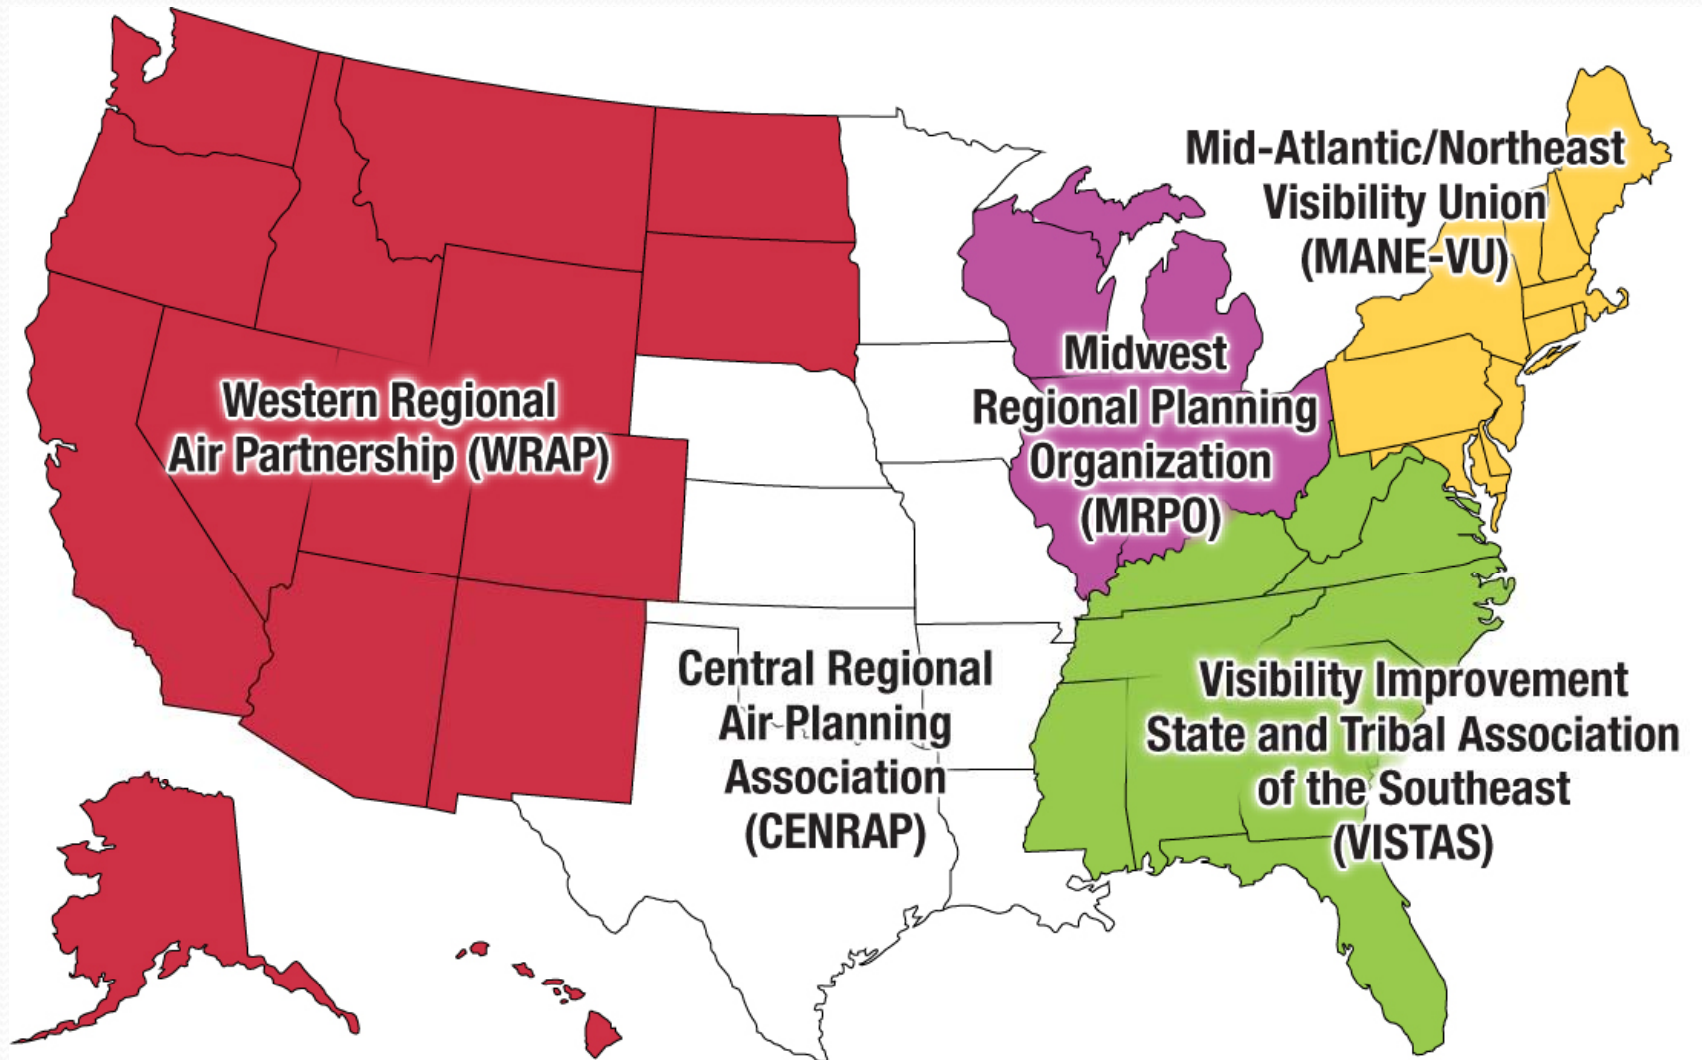 Mid-Atlantic/Northeast
Visibility Union
(MANE-VU)
Midwest
Regional Planning
Organization
(MRPO)
Western Regional
Air Partnership (WRAP)
Central Regional
Air Planning
Association
(CENRAP)
Visibility Improvement
State and Tribal Association
of the Southeast
(VISTAS)